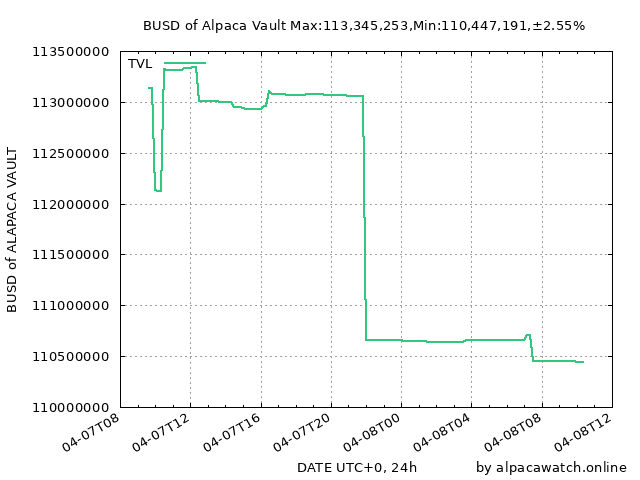 BUSD of Alpaca Vault Max:113,345,253,Min:110,447,191,±2.55%
TVL
113500000
113000000
112500000
112000000
111500000
111000000
110500000
110000000
BUSD of ALAPACA VAULT
04-07T08
04-07T12
04-07T16
04-07T20
04-08T00
04-08T04
04-08T08
04-08T12
DATE UTC+0, 24h
by alpacawatch.online